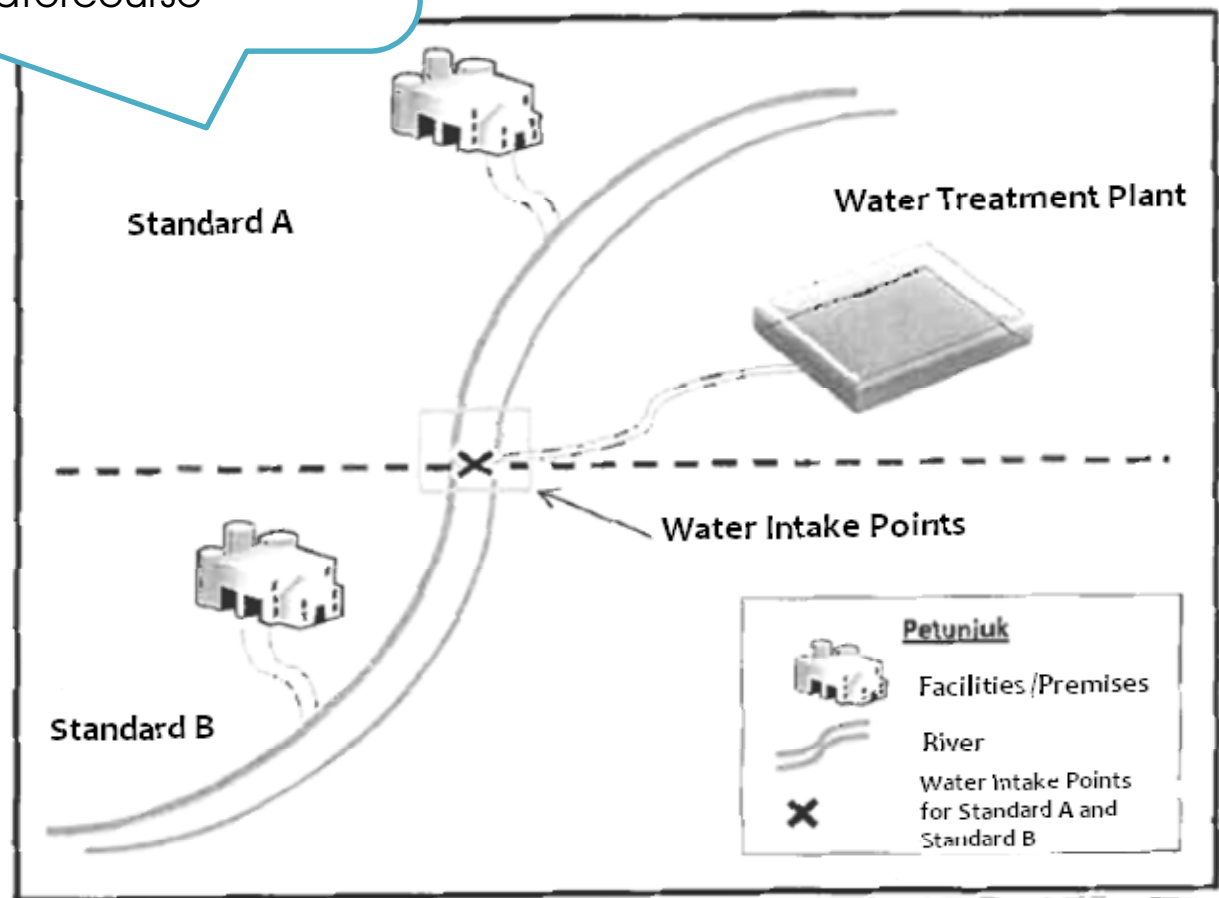 Standard A
Water Treatment Plant
Water Intake Points
Standard B
Petunjuk
Facilities/Premises
River
Water Intake Points
for Standard A and
Standard B